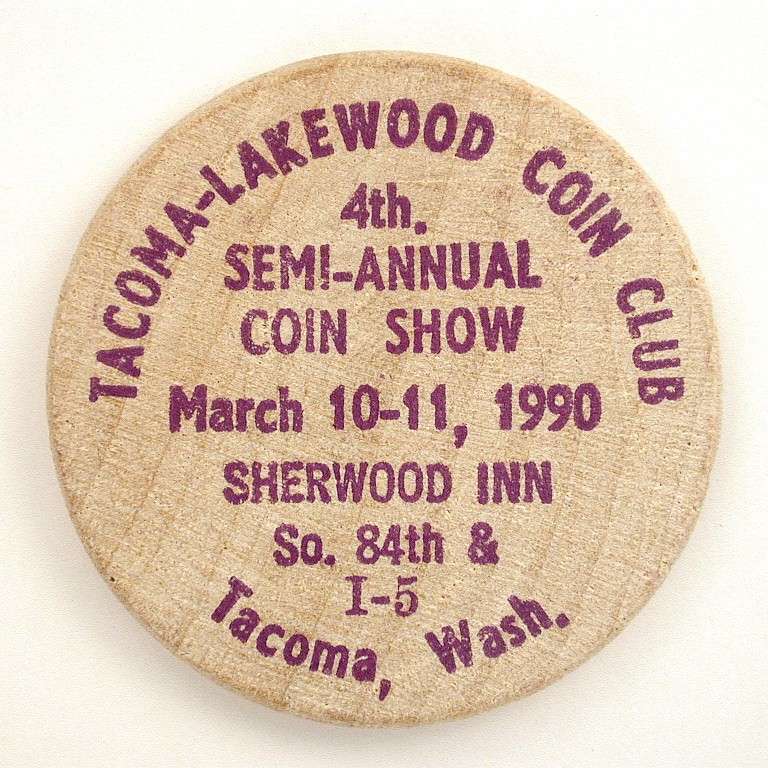 TACOMA-LAKEWOOD COIN CLUB
4th.
SEMI-ANNUAL
COIN SHOW
March 10-11, 1990
SHERWOOD INN
So. 84th &
I-5
Tacoma, Wash.